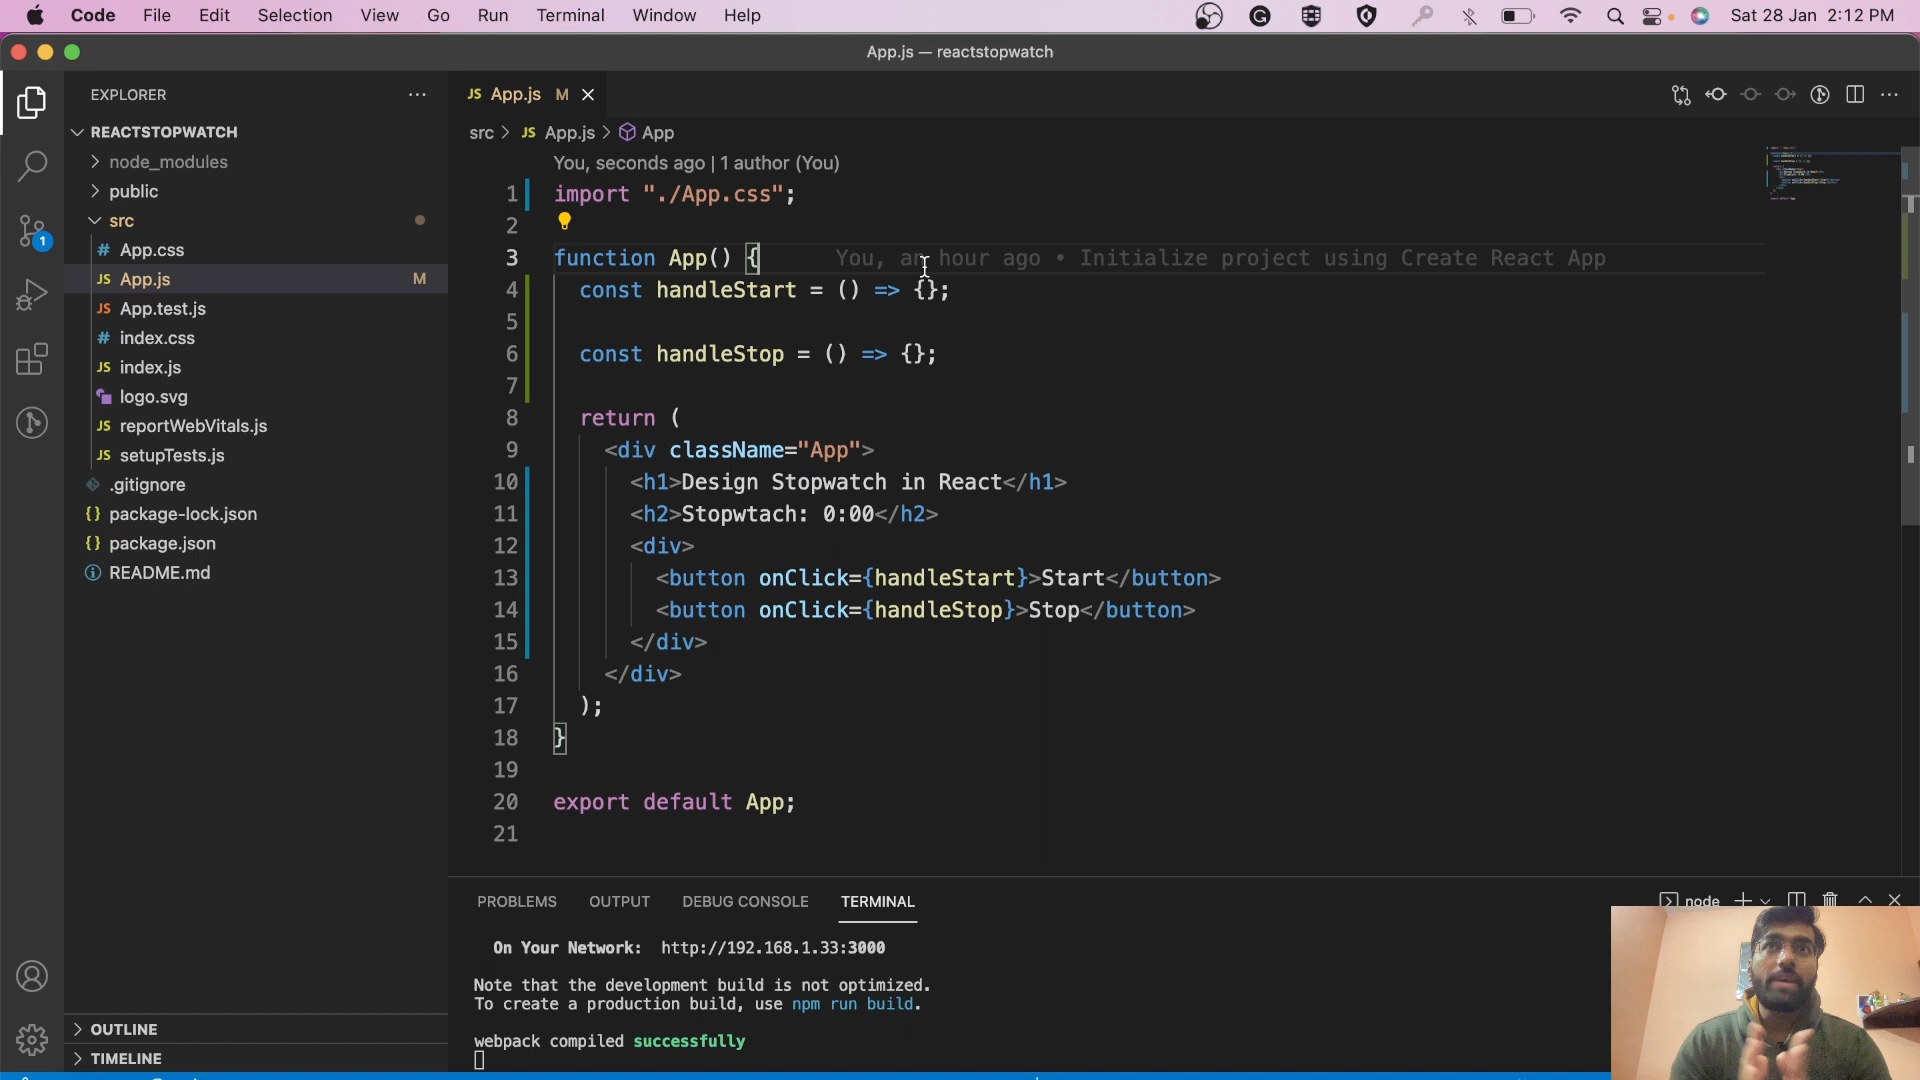 Code File Edit Selection View Go Run Terminal Window Help Sat 28 Jan 2:12 PM
App.js — reactstopwatch
EXPLORER
REACTSTOPWATCH
node_modules
public
src
# App.css
JS App.js M
JS App.test.js
# index.css
JS index.js
logo.svg
JS reportWebVitals.js
JS setupTests.js
.gitignore
{} package-lock.json
{} package.json
README.md
OUTLINE
TIMELINE
1
JS App.js M
src > JS App.js > App
You, seconds ago | 1 author (You)
1 import "./App.css";
2
3 function App() { You, an hour ago • Initialize project using Create React App
4 const handleStart = () => {};
5
6 const handleStop = () => {};
7
8 return (
9 <div className="App">
10 <h1>Design Stopwatch in React</h1>
11 <h2>Stopwtach: 0:00</h2>
12 <div>
13 <button onClick={handleStart}>Start</button>
14 <button onClick={handleStop}>Stop</button>
15 </div>
16 </div>
17 );
18 }
19
20 export default App;
21
PROBLEMS OUTPUT DEBUG CONSOLE TERMINAL node
On Your Network: http://192.168.1.33:3000
Note that the development build is not optimized.
To create a production build, use npm run build.
webpack compiled successfully